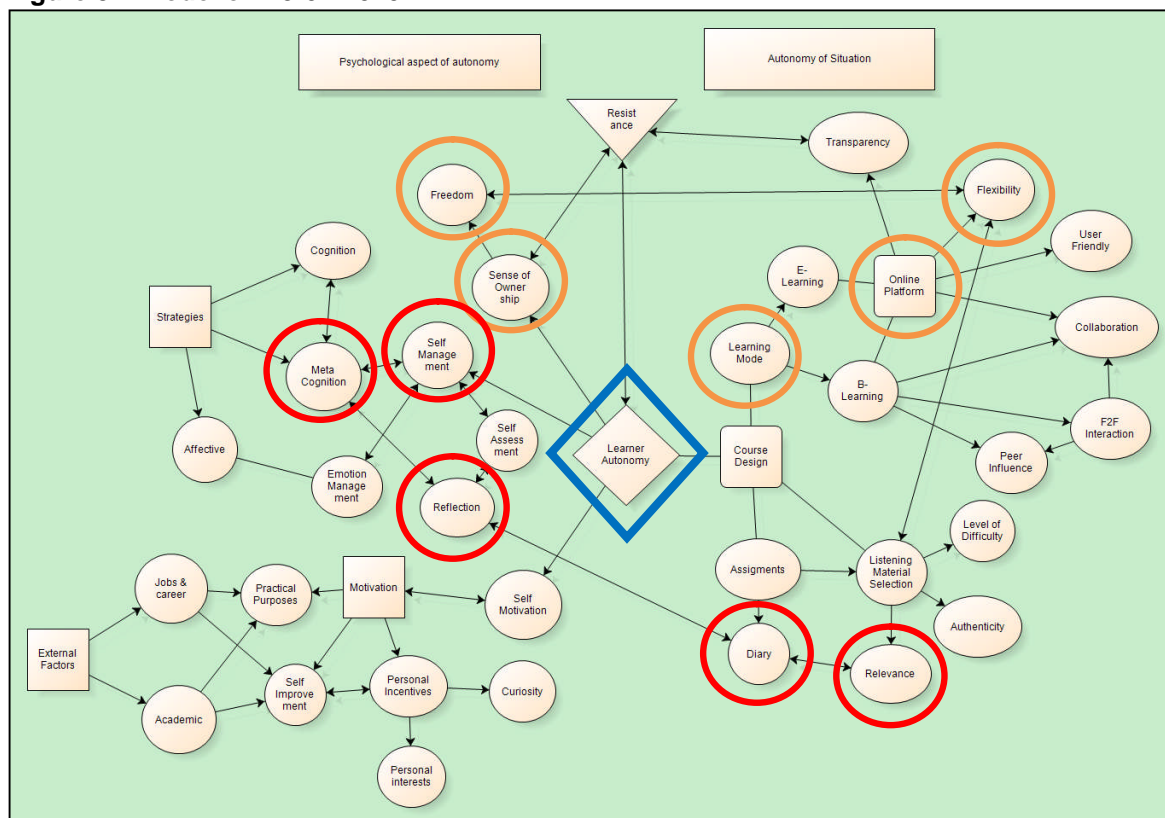 Psychological aspect of autonomy
Autonomy of Situation
Resist
ance
Transparency
Freedom
Flexibility
Cognition
Sense of
Owner
ship
E-
Learning
Online
Platform
User
Friendly
Strategies
Collaboration
Meta
Cognition
Self
Manage
ment
Learning
Mode
B-
Learning
Affective
Self
Assess
ment
Learner
Autonomy
Course
Design
F2F
Interaction
Peer
Influence
Emotion
Manage
ment
Reflection
Level of
Difficulty
Jobs &
career
Practical
Purposes
Motivation
Self
Motivation
Assigments
Listening
Material
Selection
Authenticity
External
Factors
Academic
Self
Improve
ment
Personal
Incentives
Curiosity
Diary
Relevance
Personal
interests